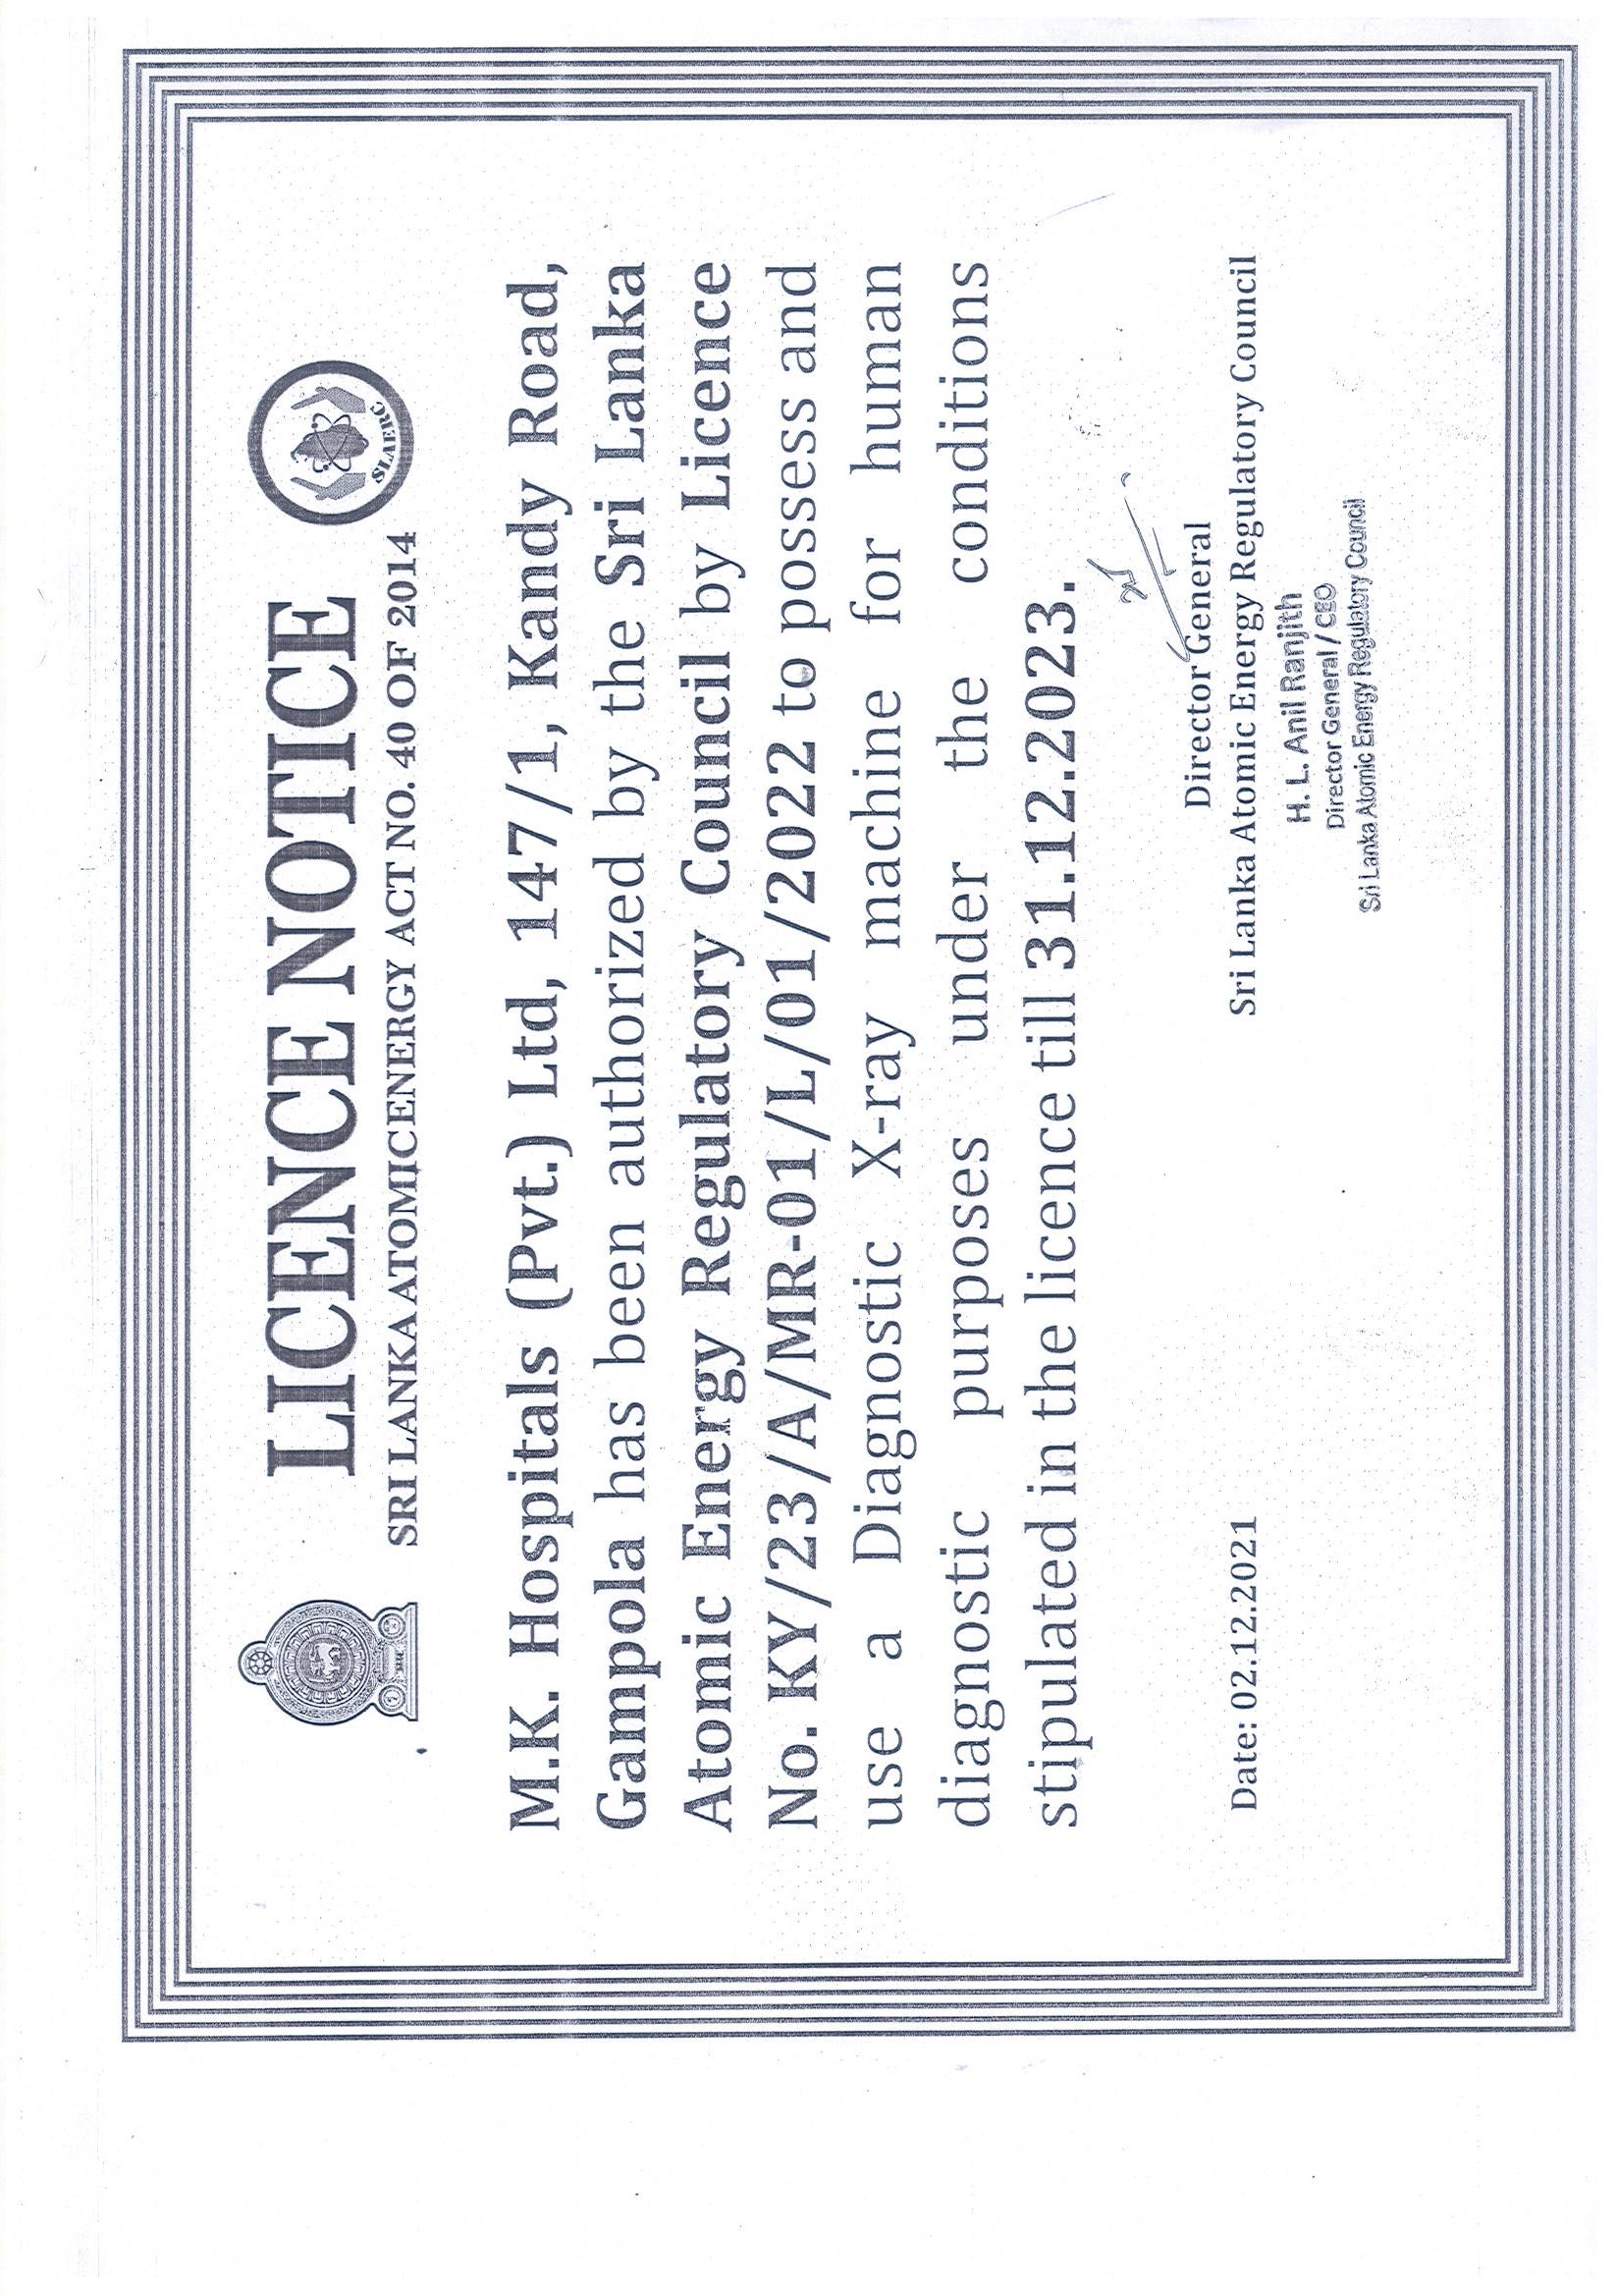 LICENCE NOTICE
SRI LANKA ATOMICENERGY ACT NO. 40 OF 2014
SLAERC
M.K. Hospitals (Pvt.) Ltd, 147/1, Kandy Road,
Gampola has been authorized by the Sri Lanka
Atomic Energy Regulatory Council by Licence
No. KY/23/A/MR-01/L/01/2022 to possess and
use a Diagnostic X-ray machine for human
diagnostic purposes under the conditions
stipulated in the licence till 31.12.2023.
Director General
Date: 02.12.2021 Sri Lanka Atomic Energy Regulatory Council
H. L. Anil Ranjith
Director General / CEO
Sri Lanka Atomic Energy Regulatory Council